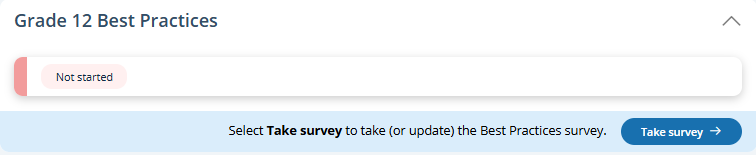 Grade 12 Best Practices
Not started
Select Take survey to take (or update) the Best Practices survey.
Take survey →